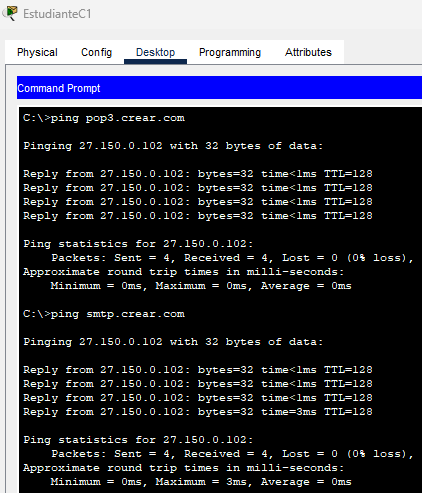 EstudianteC1
Physical Config Desktop Programming Attributes
Command Prompt
C:\>ping pop3.crear.com
Pinging 27.150.0.102 with 32 bytes of data:
Reply from 27.150.0.102: bytes=32 time<1ms TTL=128
Reply from 27.150.0.102: bytes=32 time<1ms TTL=128
Reply from 27.150.0.102: bytes=32 time<1ms TTL=128
Reply from 27.150.0.102: bytes=32 time<1ms TTL=128
Ping statistics for 27.150.0.102:
Packets: Sent = 4, Received = 4, Lost = 0 (0% loss),
Approximate round trip times in milli-seconds:
Minimum = 0ms, Maximum = 0ms, Average = 0ms
C:\>ping smtp.crear.com
Pinging 27.150.0.102 with 32 bytes of data:
Reply from 27.150.0.102: bytes=32 time<1ms TTL=128
Reply from 27.150.0.102: bytes=32 time<1ms TTL=128
Reply from 27.150.0.102: bytes=32 time<1ms TTL=128
Reply from 27.150.0.102: bytes=32 time=3ms TTL=128
Ping statistics for 27.150.0.102:
Packets: Sent = 4, Received = 4, Lost = 0 (0% loss),
Approximate round trip times in milli-seconds:
Minimum = 0ms, Maximum = 3ms, Average = 0ms